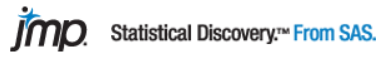 jmp. Statistical Discovery.™ From SAS.